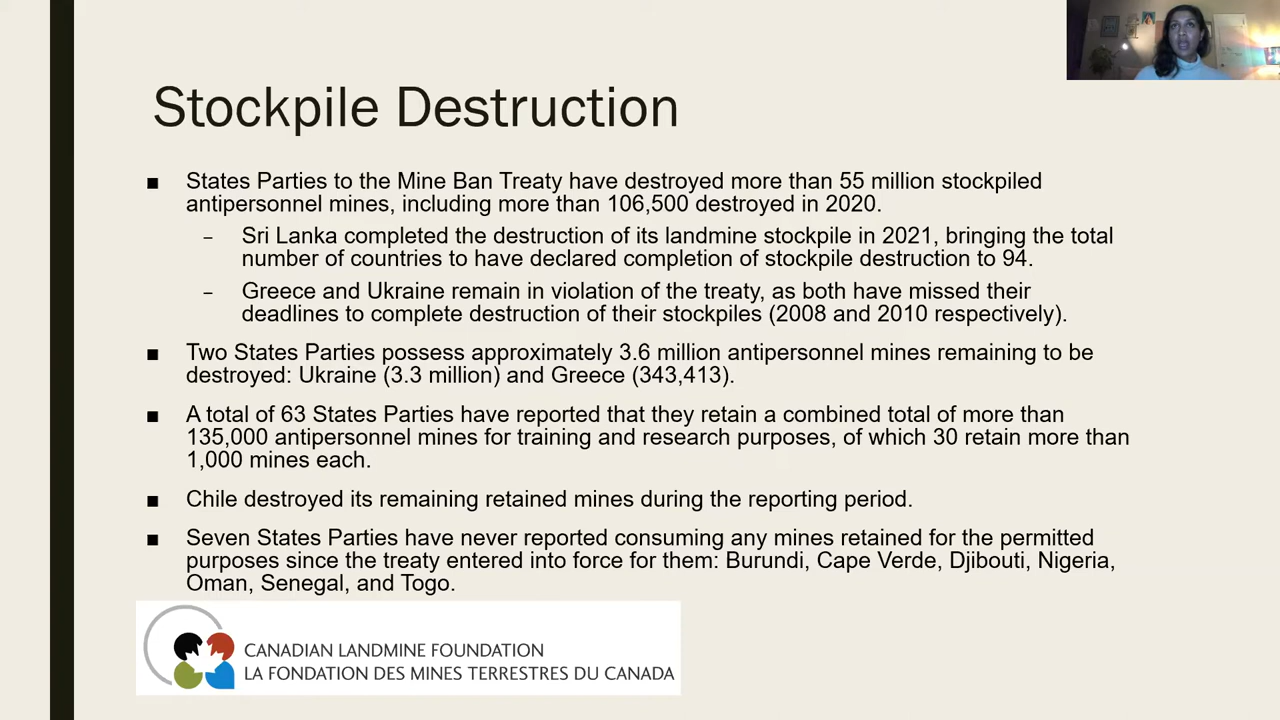 Stockpile Destruction
■ States Parties to the Mine Ban Treaty have destroyed more than 55 million stockpiled
antipersonnel mines, including more than 106,500 destroyed in 2020.
– Sri Lanka completed the destruction of its landmine stockpile in 2021, bringing the total
number of countries to have declared completion of stockpile destruction to 94.
– Greece and Ukraine remain in violation of the treaty, as both have missed their
deadlines to complete destruction of their stockpiles (2008 and 2010 respectively).
■ Two States Parties possess approximately 3.6 million antipersonnel mines remaining to be
destroyed: Ukraine (3.3 million) and Greece (343,413).
■ A total of 63 States Parties have reported that they retain a combined total of more than
135,000 antipersonnel mines for training and research purposes, of which 30 retain more than
1,000 mines each.
■ Chile destroyed its remaining retained mines during the reporting period.
■ Seven States Parties have never reported consuming any mines retained for the permitted
purposes since the treaty entered into force for them: Burundi, Cape Verde, Djibouti, Nigeria,
Oman, Senegal, and Togo.
CANADIAN LANDMINE FOUNDATION
LA FONDATION DES MINES TERRESTRES DU CANADA